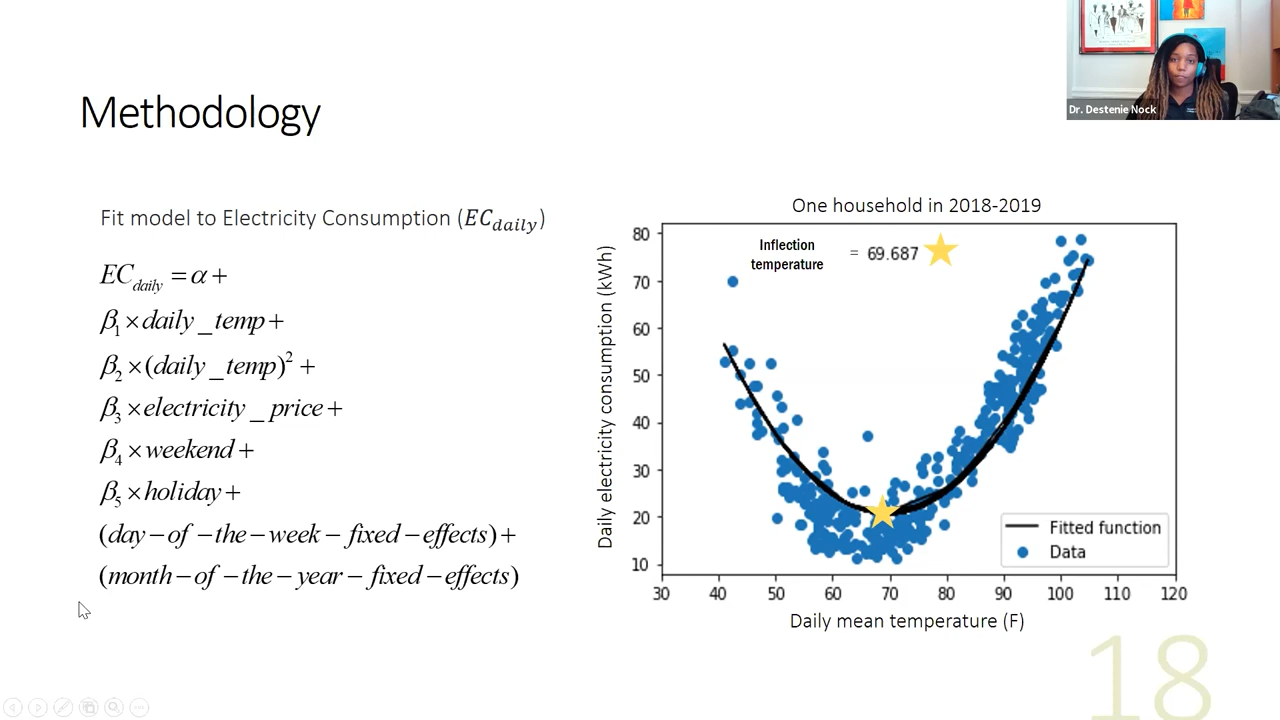 Dr. Destenie Nock
Methodology
Fit model to Electricity Consumption (𝐸𝐶𝑑𝑎𝑖𝑙𝑦)
EC daily = α +
β1 × daily _ temp +
β2 × (daily _ temp)² +
β3 × electricity _ price +
β4 × weekend +
β5 × holiday +
(day − of − the − week − fixed − effects) +
(month − of − the − year − fixed − effects)
One household in 2018-2019
Inflection
temperature
= 69.687
Daily electricity consumption (kWh)
80
70
60
50
40
30
20
10
Fitted function
Data
30 40 50 60 70 80 90 100 110 120
Daily mean temperature (F)
18